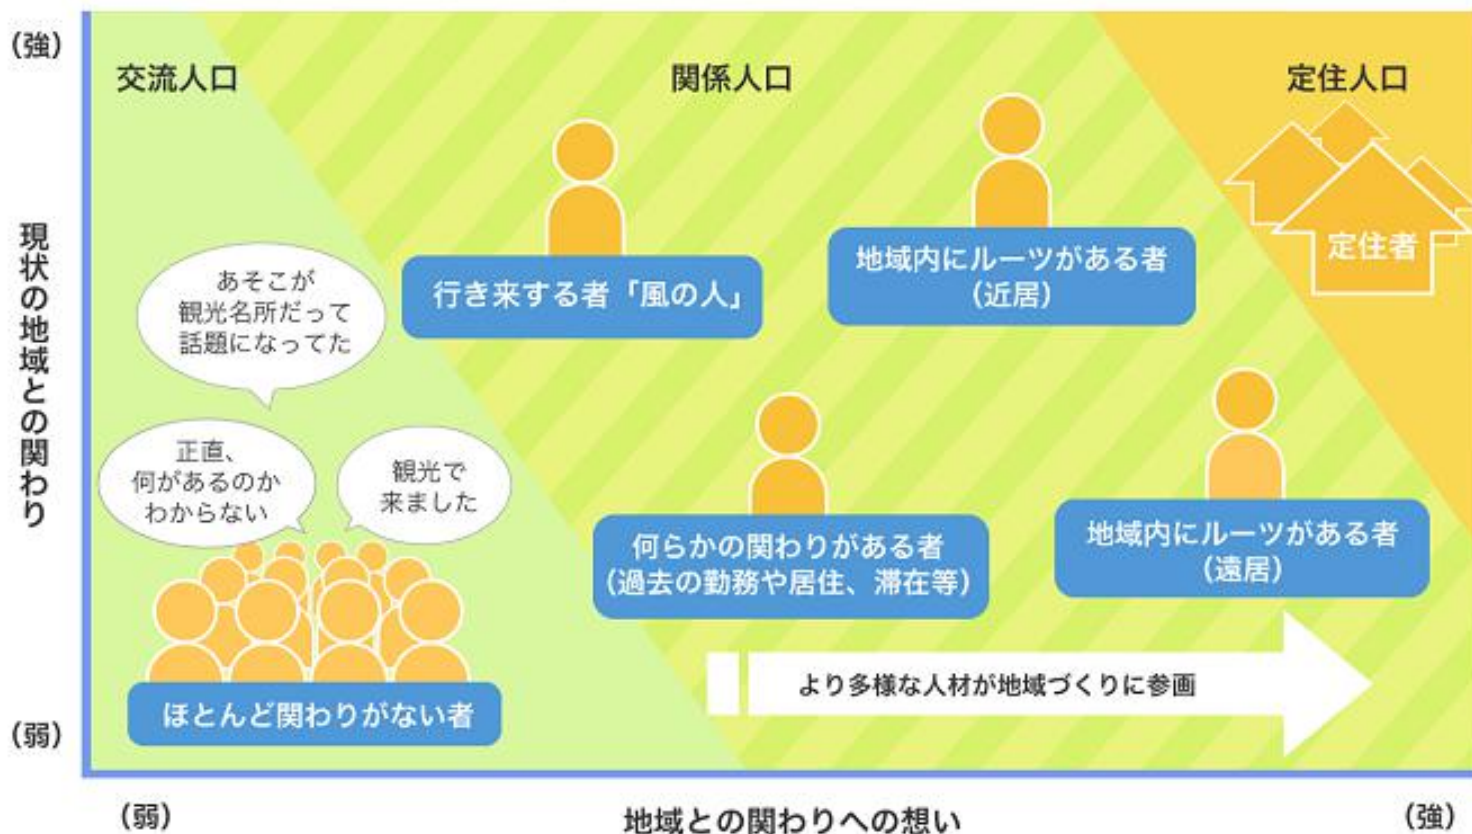 （強）
交流人口
関係人口
定住人口
現状の地域との関わり
定住者
行き来する者「風の人」
地域内にルーツがある者
（近居）
あそこが
観光名所だって
話題になってた
正直、
何があるのか
わからない
観光で
来ました
何らかの関わりがある者
（過去の勤務や居住、滞在等）
地域内にルーツがある者
（遠居）
ほとんど関わりがない者
より多様な人材が地域づくりに参画
（弱）
（弱）
地域との関わりへの想い
（強）